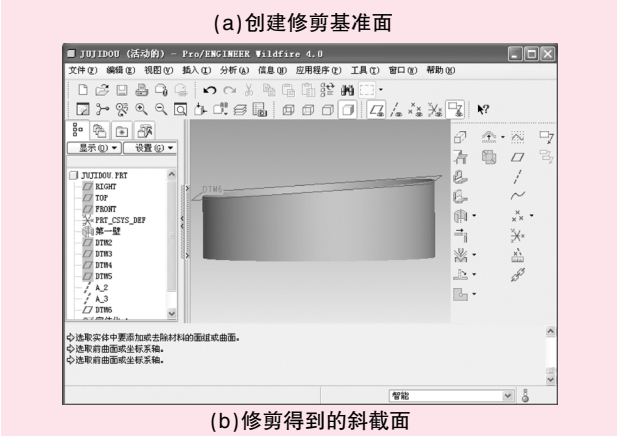 (a)创建修剪基准面
JUJIDOU (活动的) - Pro/ENGINEER Wildfire 4.0
文件(F) 编辑(E) 视图(V) 插入(I) 分析(A) 信息(N) 应用程序(P) 工具(T) 窗口(W) 帮助(H)
显示(O) 设置(G)
JUJIDOU.PRT
RIGHT
TOP
FRONT
PRT_CSYS_DEF
第一壁
DTM2
DTM3
DTM4
DTM5
A_2
A_3
DTM6
DTM6
选取实体中要添加或去除材料的面组或曲面。
选取前曲面或坐标系轴。
选取前曲面或坐标系轴。
智能
(b)修剪得到的斜截面